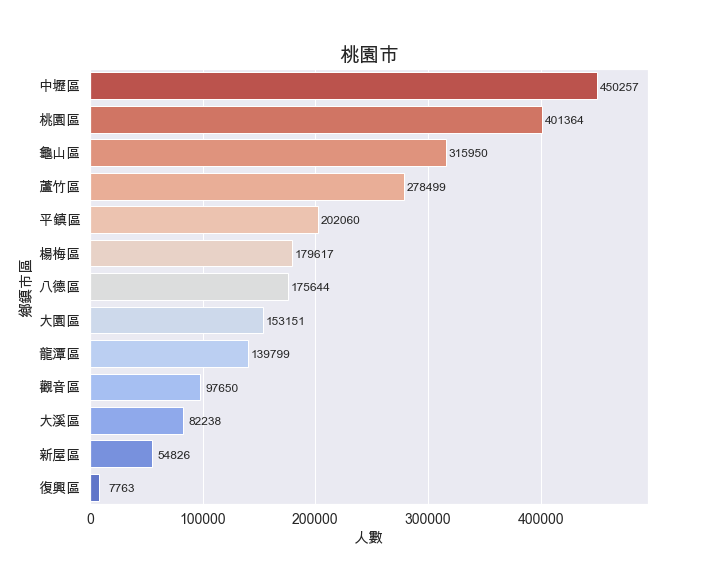 桃園市
鄉鎮市區
中壢區 450257
桃園區 401364
龜山區 315950
蘆竹區 278499
平鎮區 202060
楊梅區 179617
八德區 175644
大園區 153151
龍潭區 139799
觀音區 97650
大溪區 82238
新屋區 54826
復興區 7763
0 100000 200000 300000 400000
人數